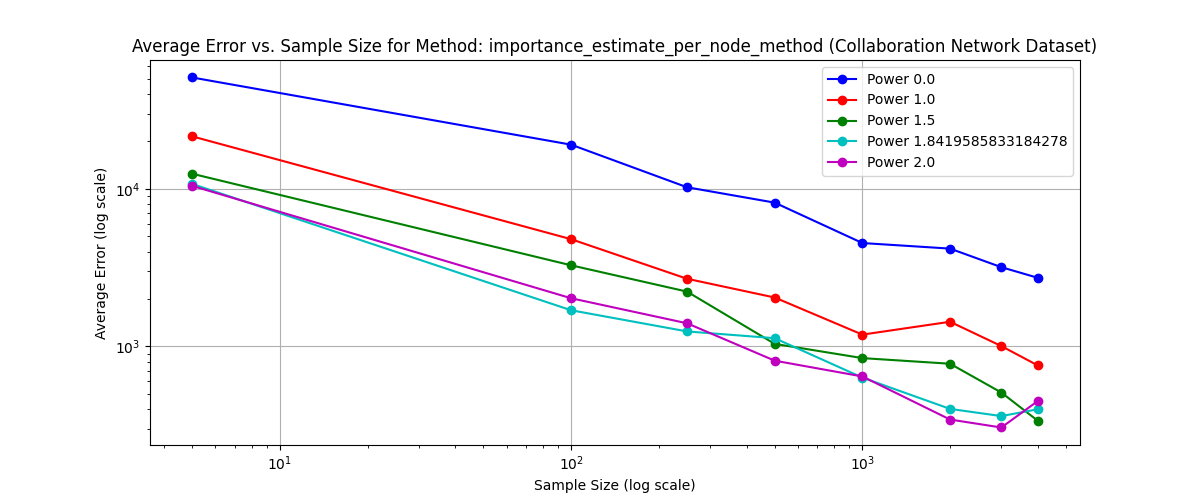 Average Error vs. Sample Size for Method: importance_estimate_per_node_method (Collaboration Network Dataset)
Power 0.0
Power 1.0
Power 1.5
Power 1.8419585833184278
Power 2.0
Average Error (log scale)
10⁴
10³
10¹ 10² 10³
Sample Size (log scale)